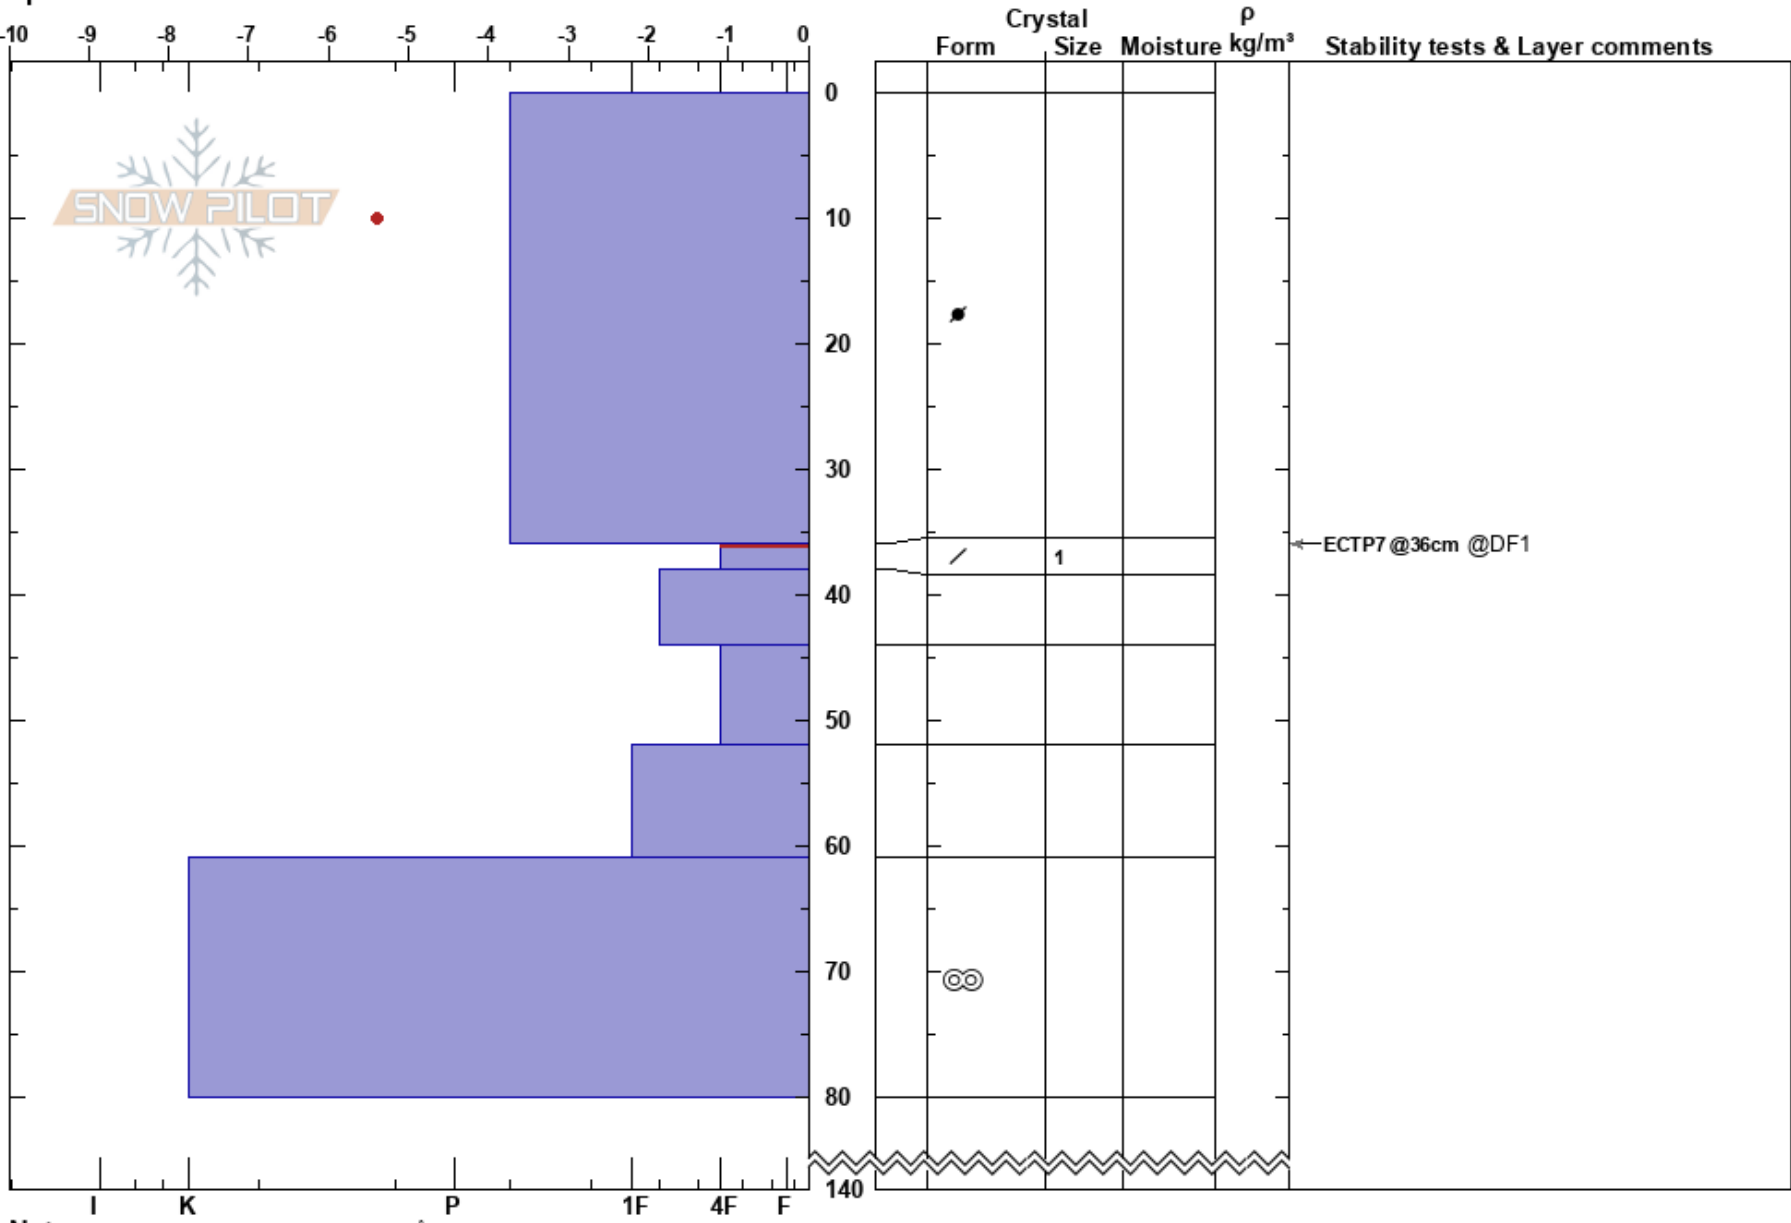 -10 -9 -8 -7 -6 -5 -4 -3 -2 -1 0
Crystal
ρ
Form Size Moisture kg/m³ Stability tests & Layer comments
0
SNOW PILOT
10
20
30
ECTP7 @36cm @DF1
1
40
50
60
70
80
140
I K P 1F 4F F